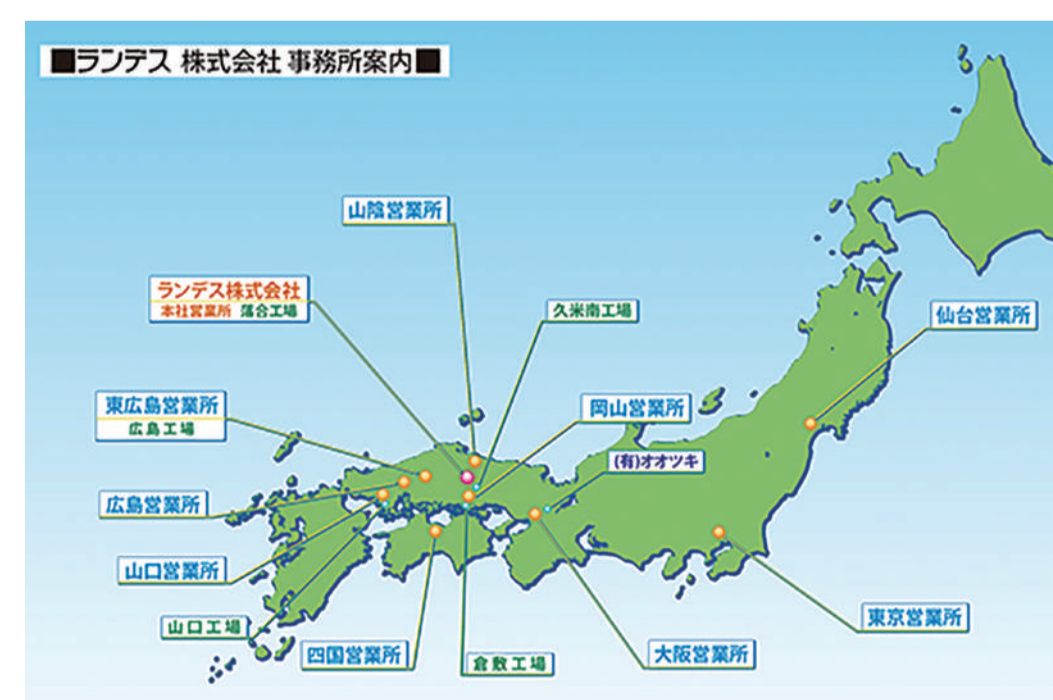 ■ランデス 株式会社 事務所案内■
山陰営業所
ランデス株式会社
本社営業所 落合工場
久米南工場
仙台営業所
東広島営業所
広島工場
岡山営業所
(有)オオツキ
広島営業所
山口営業所
山口工場
四国営業所
倉敷工場
大阪営業所
東京営業所